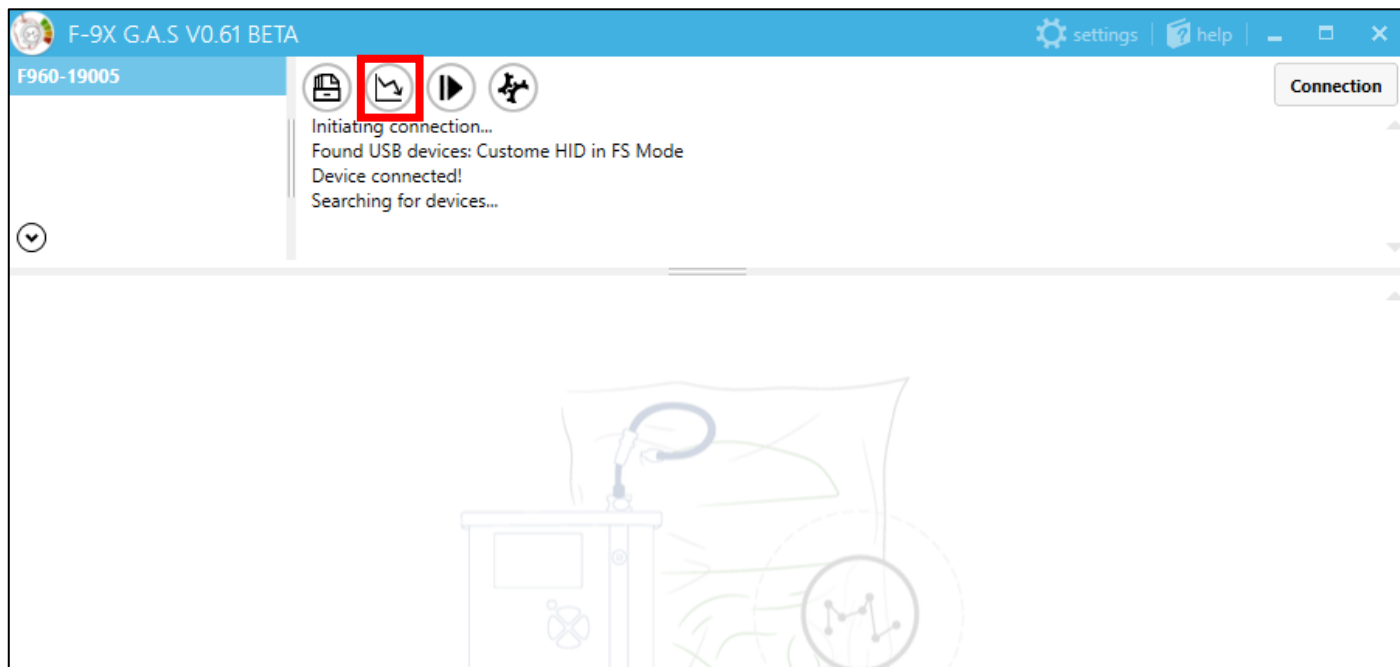 F-9X G.A.S V0.61 BETA
settings
help
F960-19005
Connection
Initiating connection...
Found USB devices: Custome HID in FS Mode
Device connected!
Searching for devices...